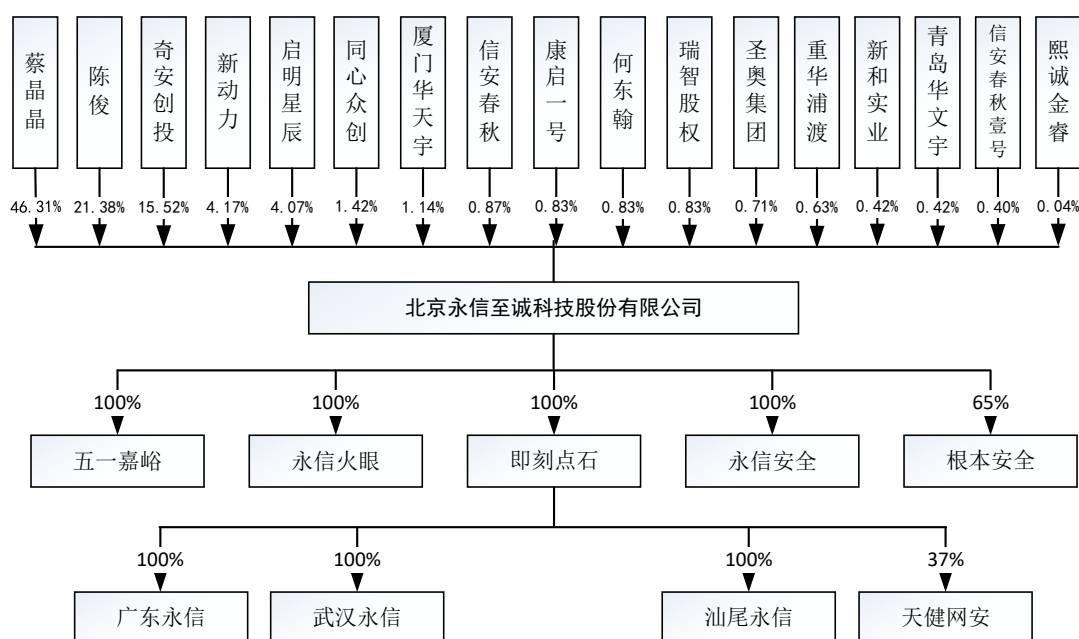 蔡晶晶
陈俊
奇安创投
新动力
启明星辰
同心众创
厦门华天宇
信安春秋
康启一号
何东翰
瑞智股权
圣奥集团
重华浦渡
新和实业
青岛华文宇
信安春秋壹号
熙诚金睿
46.31% 21.38% 15.52% 4.17% 4.07% 1.42% 1.14% 0.87% 0.83% 0.83% 0.83% 0.71% 0.63% 0.42% 0.42% 0.40% 0.04%
北京永信至诚科技股份有限公司
100% 100% 100% 100% 65%
五一嘉峪 永信火眼 即刻点石 永信安全 根本安全
100% 100% 100% 37%
广东永信 武汉永信 汕尾永信 天健网安